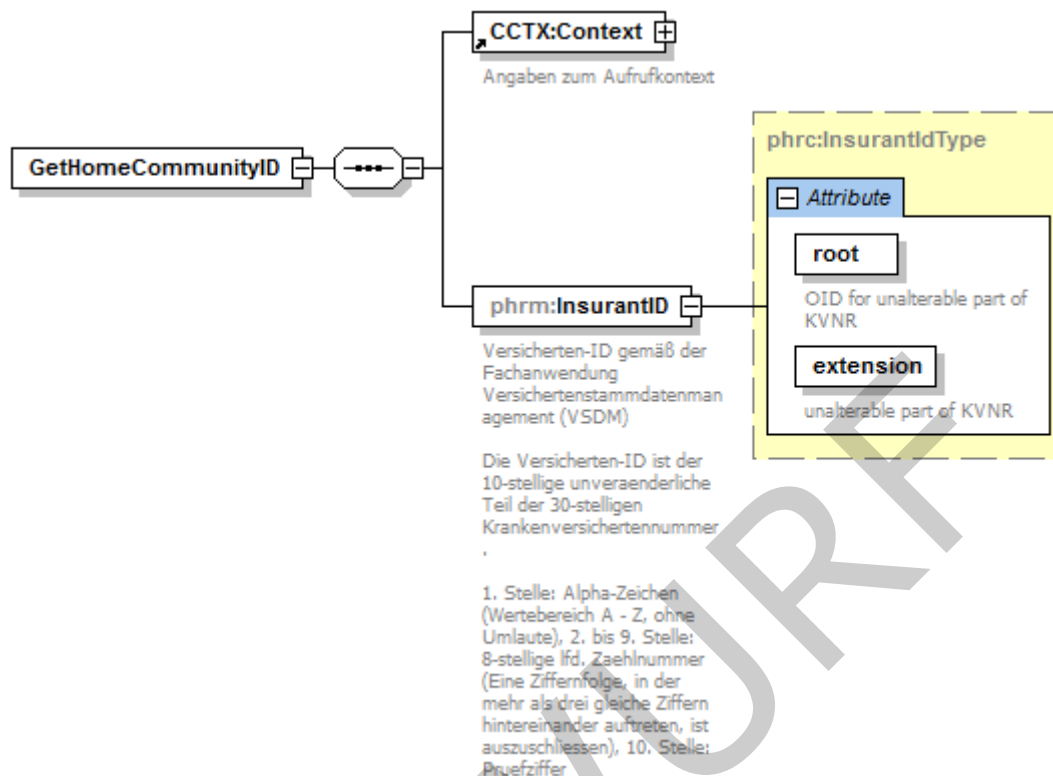 CCTX:Context
Angaben zum Aufrufkontext
GetHomeCommunityID
phrc:InsurantIdType
Attribute
root
OID for unalterable part of
KVNR
extension
unalterable part of KVNR
phrm:InsurantID
Versicherten-ID gemäß der
Fachanwendung
Versichertenstammdatenman
agement (VSDM)
Die Versicherten-ID ist der
10-stellige unveraenderliche
Teil der 30-stelligen
Krankenversichertennummer
.
1. Stelle: Alpha-Zeichen
(Wertebereich A - Z, ohne
Umlaute), 2. bis 9. Stelle:
8-stellige lfd. Zaehlnummer
(Eine Ziffernfolge, in der
mehr als drei gleiche Ziffern
hintereinander auftreten, ist
auszuschliessen), 10. Stelle:
Pruefziffer
URF